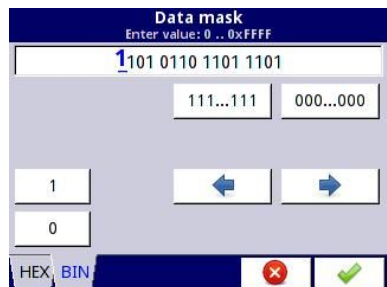 Data mask
Enter value: 0 .. 0xFFFF
1101 0110 1101 1101
111...111 000...000
1
0
HEX BIN